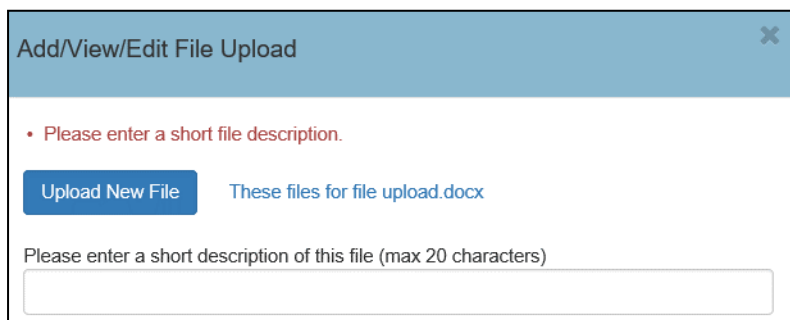 Add/View/Edit File Upload
• Please enter a short file description.
Upload New File These files for file upload.docx
Please enter a short description of this file (max 20 characters)